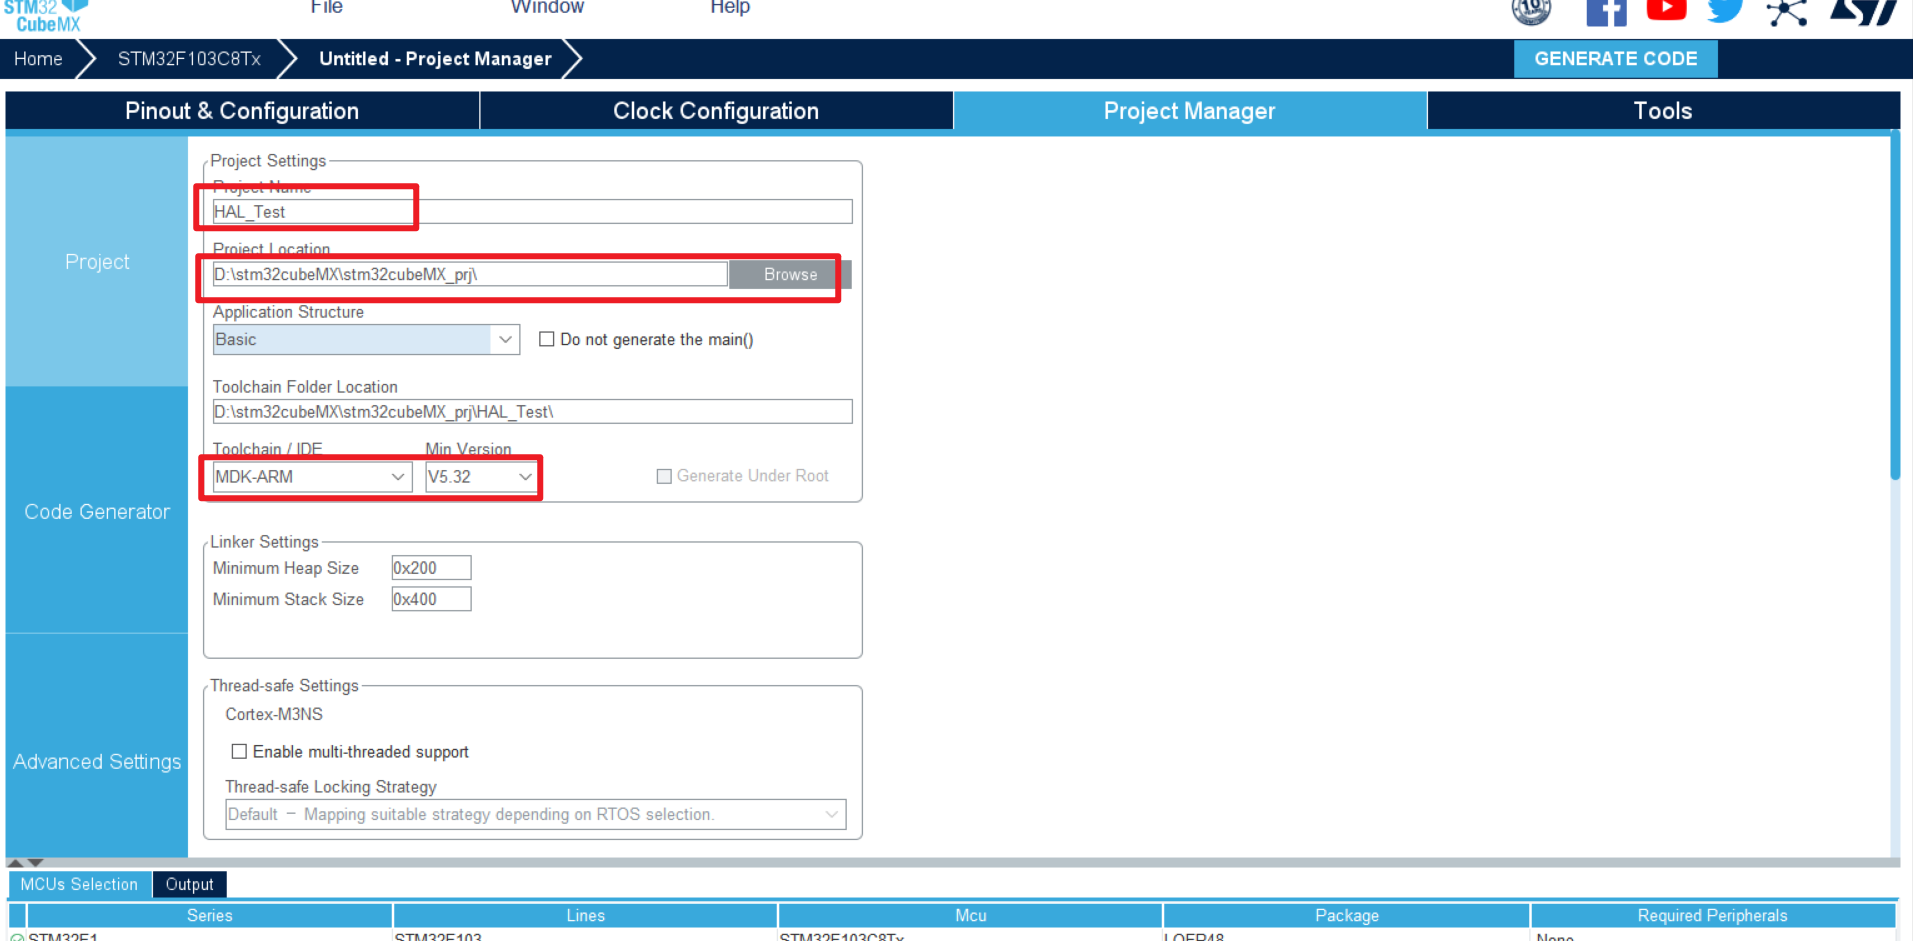 STM32
CubeMX
File Window Help
10
Home STM32F103C8Tx Untitled - Project Manager GENERATE CODE
Pinout & Configuration Clock Configuration Project Manager Tools
Project
Code Generator
Advanced Settings
Project Settings
Project Name
HAL_Test
Project Location
D:\stm32cubeMX\stm32cubeMX_prj\ Browse
Application Structure
Basic Do not generate the main()
Toolchain Folder Location
D:\stm32cubeMX\stm32cubeMX_prj\HAL_Test\
Toolchain / IDE Min Version
MDK-ARM V5.32 Generate Under Root
Linker Settings
Minimum Heap Size 0x200
Minimum Stack Size 0x400
Thread-safe Settings
Cortex-M3NS
Enable multi-threaded support
Thread-safe Locking Strategy
Default – Mapping suitable strategy depending on RTOS selection.
MCUs Selection Output
Series Lines Mcu Package Required Peripherals
STM32F1 STM32F103 STM32F103C8Tx LQFP48 None